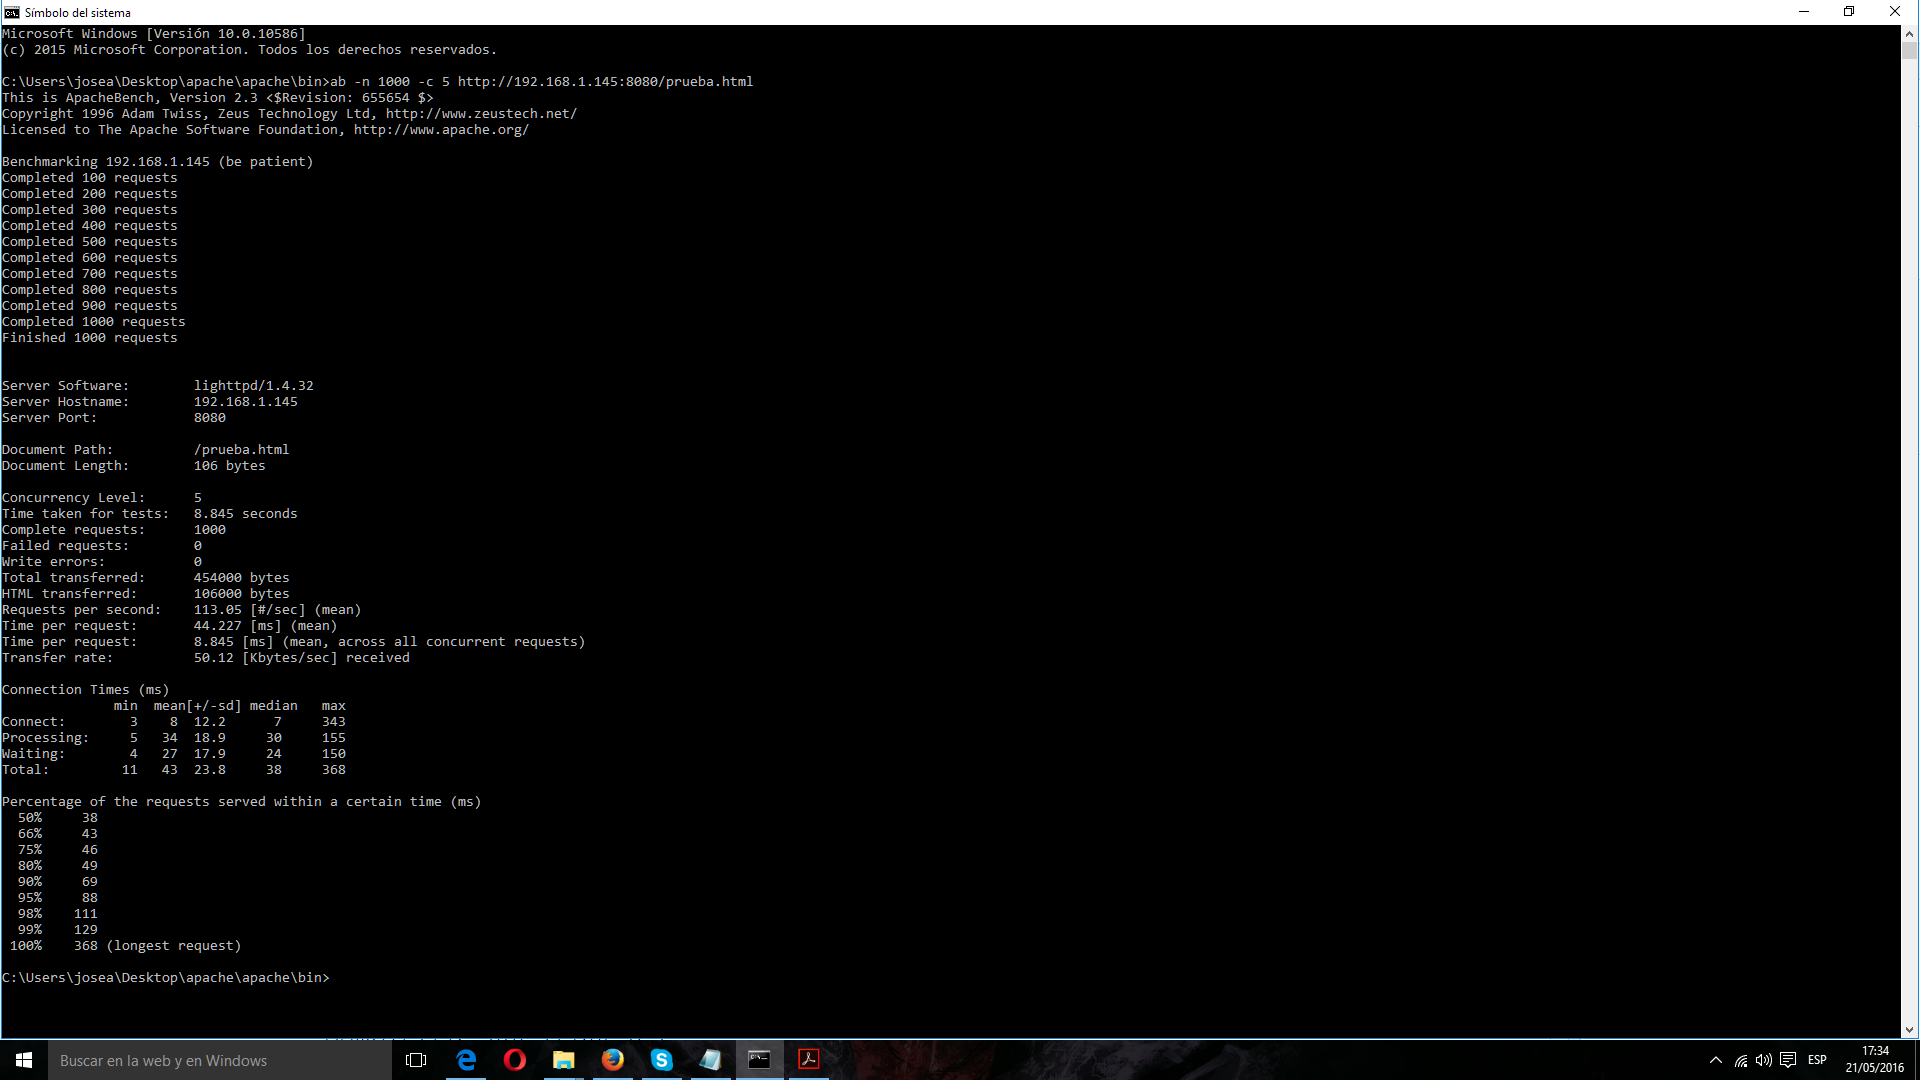 Símbolo del sistema
Microsoft Windows [Versión 10.0.10586]
(c) 2015 Microsoft Corporation. Todos los derechos reservados.
C:\Users\josea\Desktop\apache\apache\bin>ab -n 1000 -c 5 http://192.168.1.145:8080/prueba.html
This is ApacheBench, Version 2.3 <$Revision: 655654 $>
Copyright 1996 Adam Twiss, Zeus Technology Ltd, http://www.zeustech.net/
Licensed to The Apache Software Foundation, http://www.apache.org/
Benchmarking 192.168.1.145 (be patient)
Completed 100 requests
Completed 200 requests
Completed 300 requests
Completed 400 requests
Completed 500 requests
Completed 600 requests
Completed 700 requests
Completed 800 requests
Completed 900 requests
Completed 1000 requests
Finished 1000 requests
Server Software:        lighttpd/1.4.32
Server Hostname:        192.168.1.145
Server Port:            8080
Document Path:          /prueba.html
Document Length:        106 bytes
Concurrency Level:      5
Time taken for tests:   8.845 seconds
Complete requests:      1000
Failed requests:        0
Write errors:           0
Total transferred:      454000 bytes
HTML transferred:       106000 bytes
Requests per second:    113.05 [#/sec] (mean)
Time per request:       44.227 [ms] (mean)
Time per request:       8.845 [ms] (mean, across all concurrent requests)
Transfer rate:          50.12 [Kbytes/sec] received
Connection Times (ms)
              min  mean[+/-sd] median   max
Connect:        3    8  12.2      7     343
Processing:     5   34  18.9     30     155
Waiting:        4   27  17.9     24     150
Total:         11   43  23.8     38     368
Percentage of the requests served within a certain time (ms)
  50%     38
  66%     43
  75%     46
  80%     49
  90%     69
  95%     88
  98%    111
  99%    129
 100%    368 (longest request)
C:\Users\josea\Desktop\apache\apache\bin>
Buscar en la web y en Windows
ESP
17:34
21/05/2016